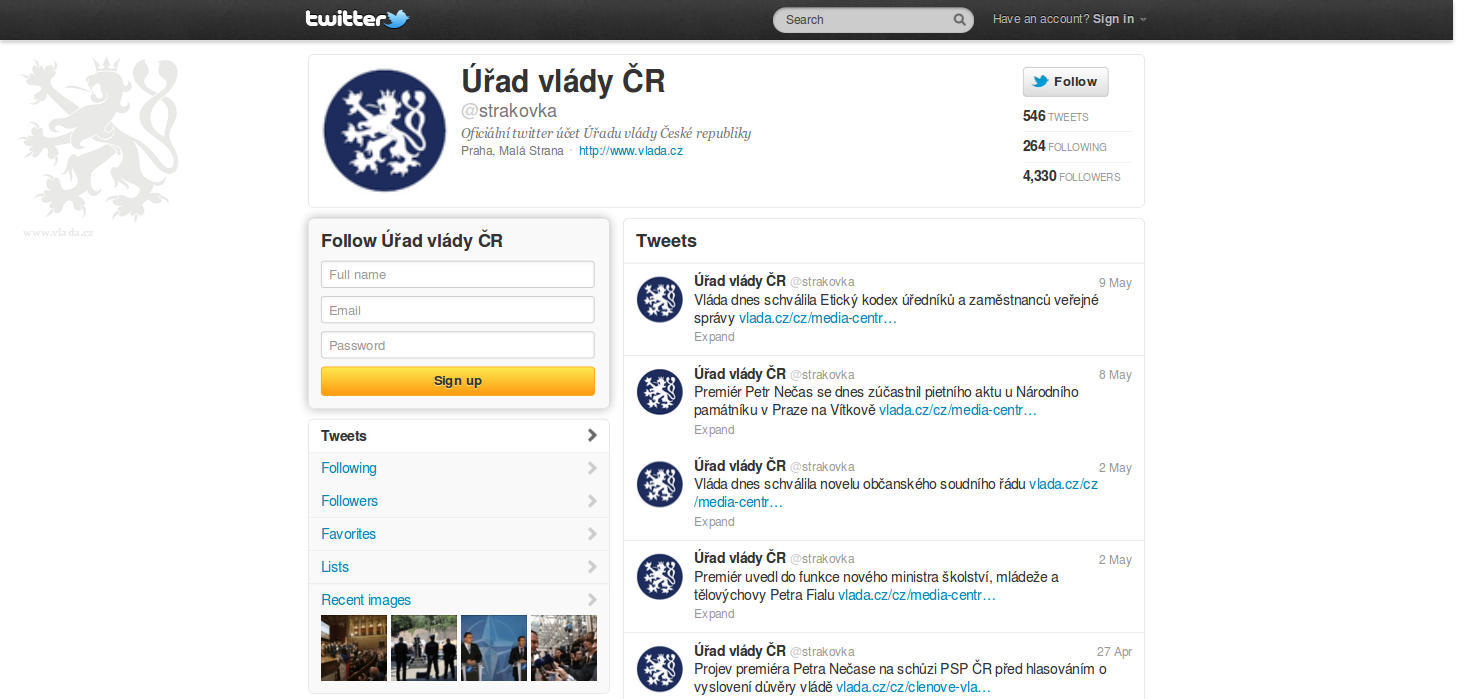 twitter
Search
Have an account? Sign in
www.vlada.cz
Úřad vlády ČR
@strakovka
Oficiální twitter účet Úřadu vlády České republiky
Praha, Malá Strana · http://www.vlada.cz
Follow
546 TWEETS
264 FOLLOWING
4,330 FOLLOWERS
Follow Úřad vlády ČR
Full name
Email
Password
Sign up
Tweets
Following
Followers
Favorites
Lists
Recent images
Tweets
Úřad vlády ČR @strakovka 9 May
Vláda dnes schválila Etický kodex úředníků a zaměstnanců veřejné
správy vlada.cz/cz/media-centr…
Expand
Úřad vlády ČR @strakovka 8 May
Premiér Petr Nečas se dnes zúčastnil pietního aktu u Národního
památníku v Praze na Vítkově vlada.cz/cz/media-centr…
Expand
Úřad vlády ČR @strakovka 2 May
Vláda dnes schválila novelu občanského soudního řádu vlada.cz/cz
/media-centr…
Expand
Úřad vlády ČR @strakovka 2 May
Premiér uvedl do funkce nového ministra školství, mládeže a
tělovýchovy Petra Fialu vlada.cz/cz/media-centr…
Expand
Úřad vlády ČR @strakovka 27 Apr
Projev premiéra Petra Nečase na schůzi PSP ČR před hlasováním o
vyslovení důvěry vládě vlada.cz/cz/clenove-vla…